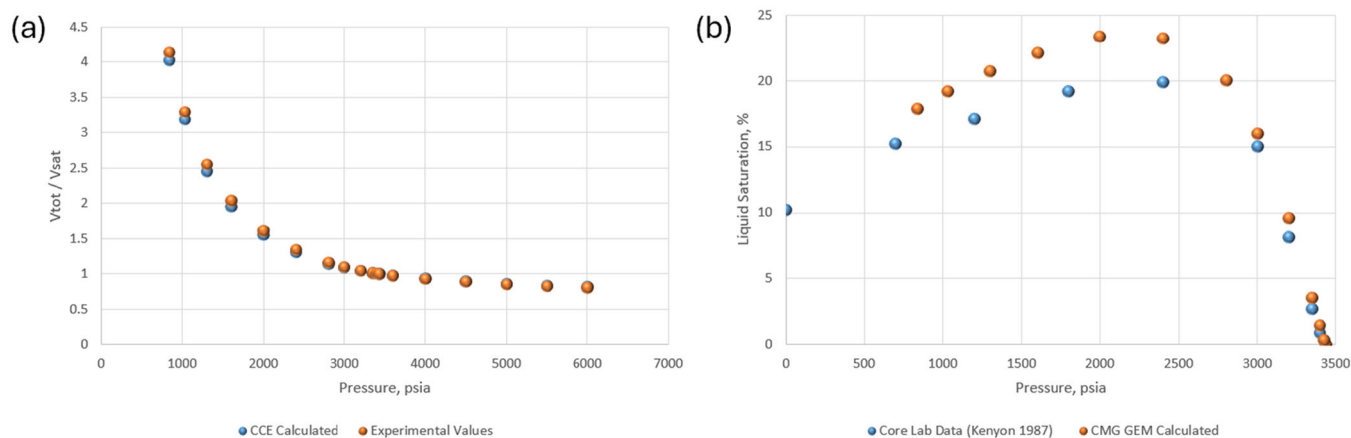 (a)
4.5
4
3.5
3
2.5
2
1.5
1
0.5
0
Vtot / Vsat
0 1000 2000 3000 4000 5000 6000 7000
Pressure, psia
CCE Calculated Experimental Values
(b)
25
20
15
10
5
0
Liquid Saturation, %
0 500 1000 1500 2000 2500 3000 3500
Pressure, psia
Core Lab Data (Kenyon 1987) CMG GEM Calculated